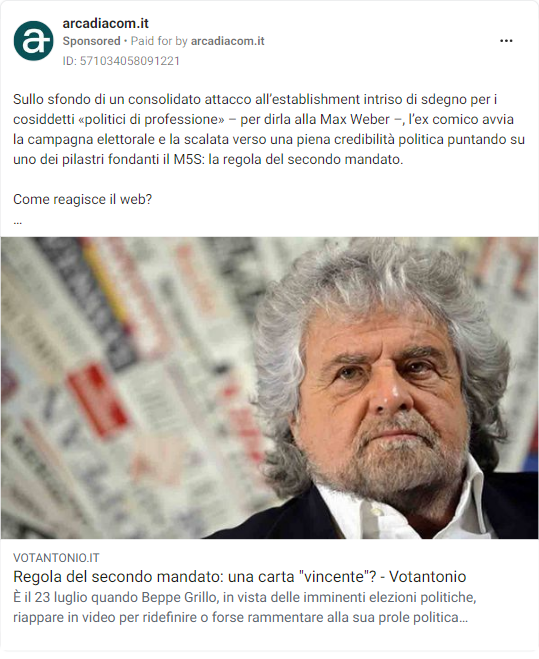 arcadiacom.it
Sponsored • Paid for by arcadiacom.it
ID: 571034058091221
Sullo sfondo di un consolidato attacco all'establishment intriso di sdegno per i
cosiddetti «politici di professione» – per dirla alla Max Weber –, l'ex comico avvia
la campagna elettorale e la scalata verso una piena credibilità politica puntando su
uno dei pilastri fondanti il M5S: la regola del secondo mandato.
Come reagisce il web?
...
VOTANTONIO.IT
Regola del secondo mandato: una carta "vincente"? - Votantonio
È il 23 luglio quando Beppe Grillo, in vista delle imminenti elezioni politiche,
riappare in video per ridefinire o forse rammentare alla sua prole politica...